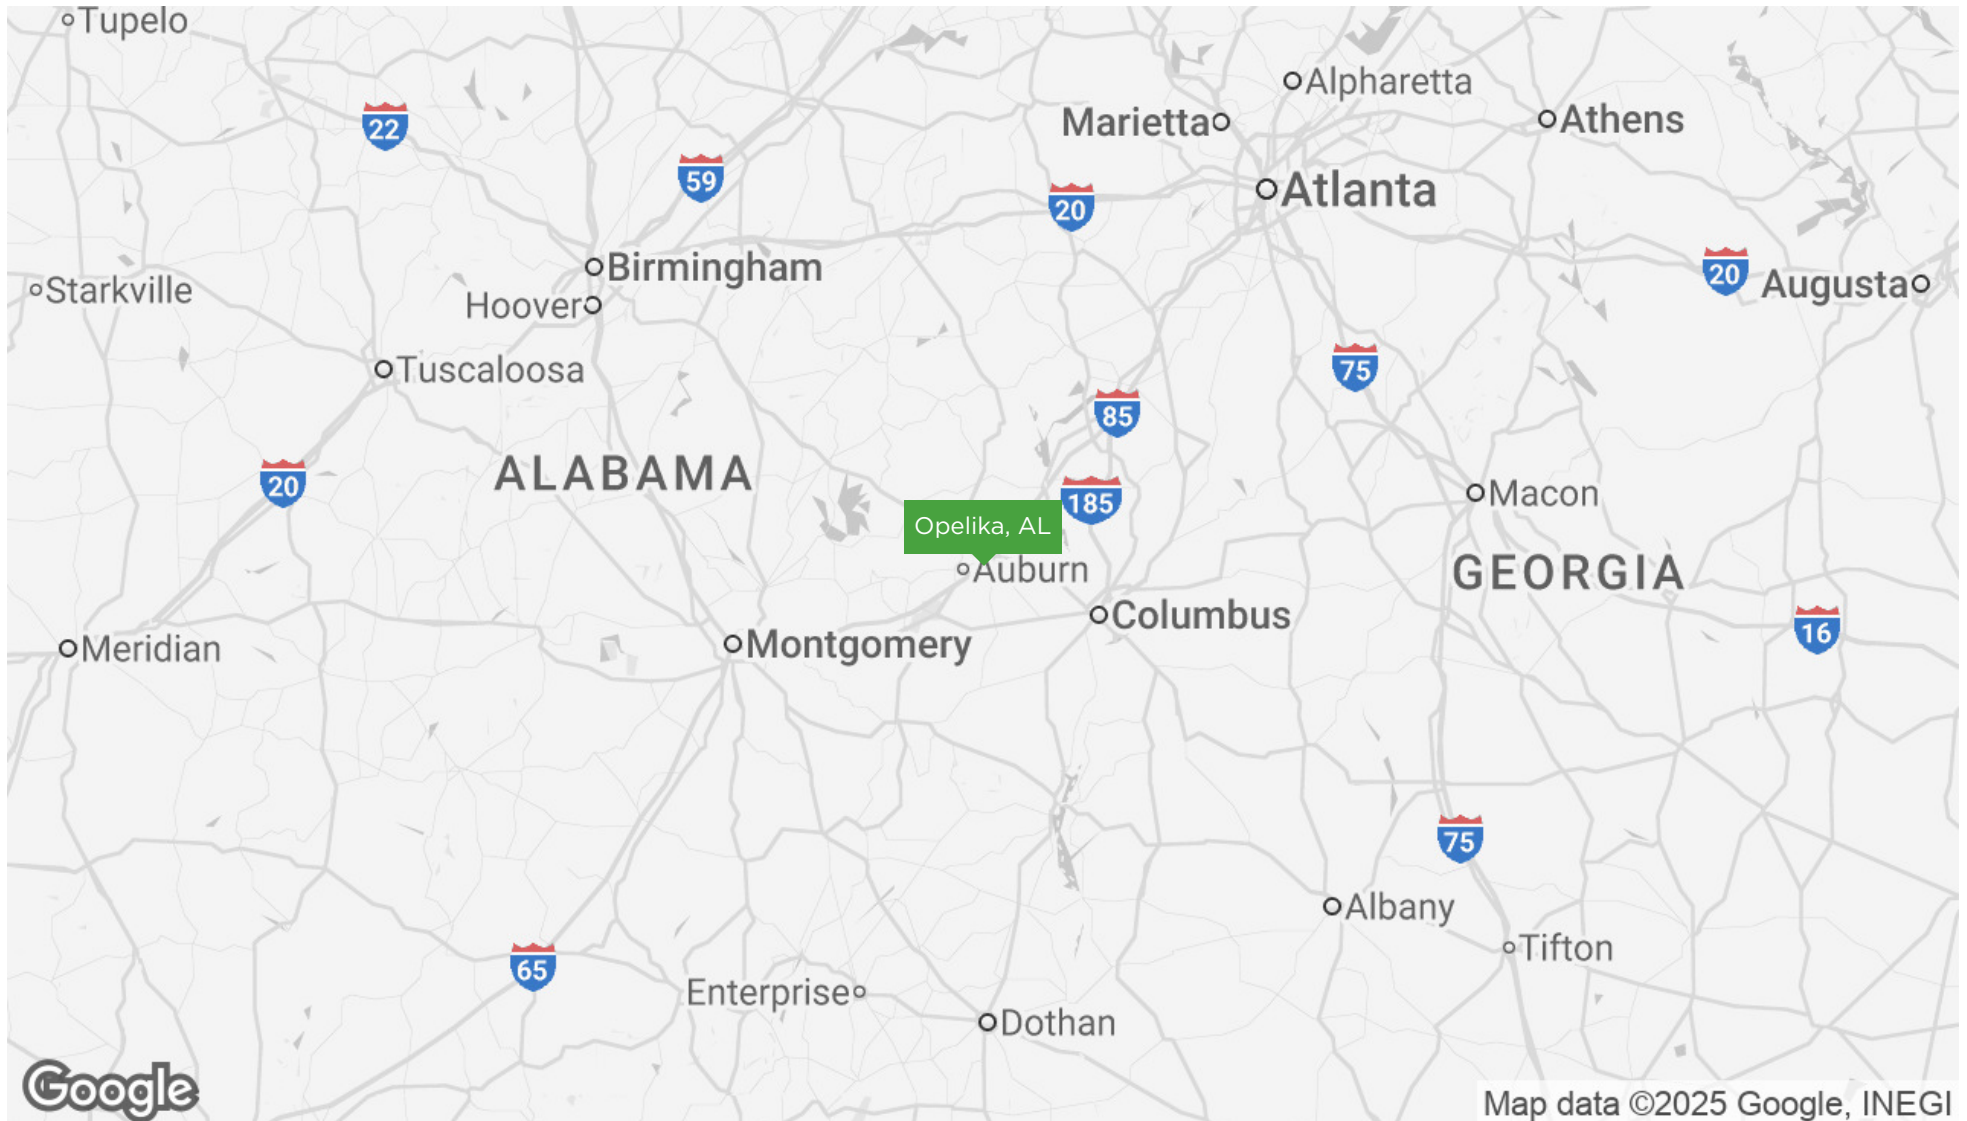 Tupelo
Alpharetta
22
Marietta
Athens
59
Atlanta
20
Birmingham
20
Augusta
Starkville
Hoover
Tuscaloosa
75
85
ALABAMA
20
185
Macon
Opelika, AL
Auburn
GEORGIA
Columbus
16
Meridian
Montgomery
75
Albany
Tifton
65
Enterprise
Dothan
Google
Map data ©2025 Google, INEGI